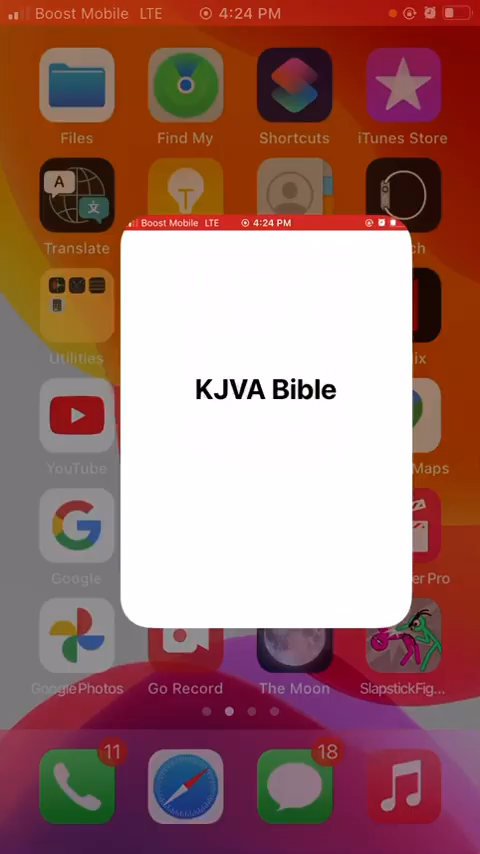 Boost Mobile LTE 4:24 PM
Files Find My Shortcuts iTunes Store
A 文
Translate
Boost Mobile LTE 4:24 PM
KJVA Bible
Utilities
YouTube
Maps
Google
Google Photos Go Record The Moon SlapstickFig...
11 18